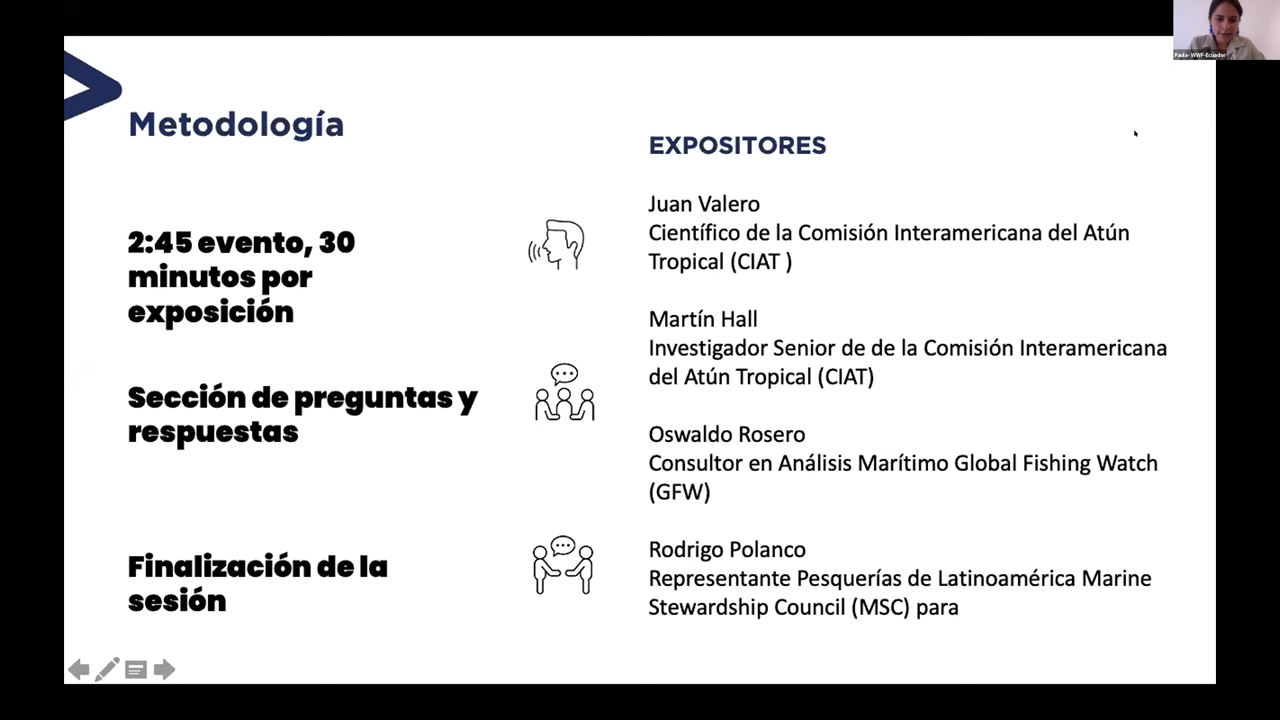 Paula- WWF-Ecuador
Metodología
2:45 evento, 30
minutos por
exposición
Sección de preguntas y
respuestas
Finalización de la
sesión
EXPOSITORES
Juan Valero
Científico de la Comisión Interamericana del Atún
Tropical (CIAT )
Martín Hall
Investigador Senior de de la Comisión Interamericana
del Atún Tropical (CIAT)
Oswaldo Rosero
Consultor en Análisis Marítimo Global Fishing Watch
(GFW)
Rodrigo Polanco
Representante Pesquerías de Latinoamérica Marine
Stewardship Council (MSC) para